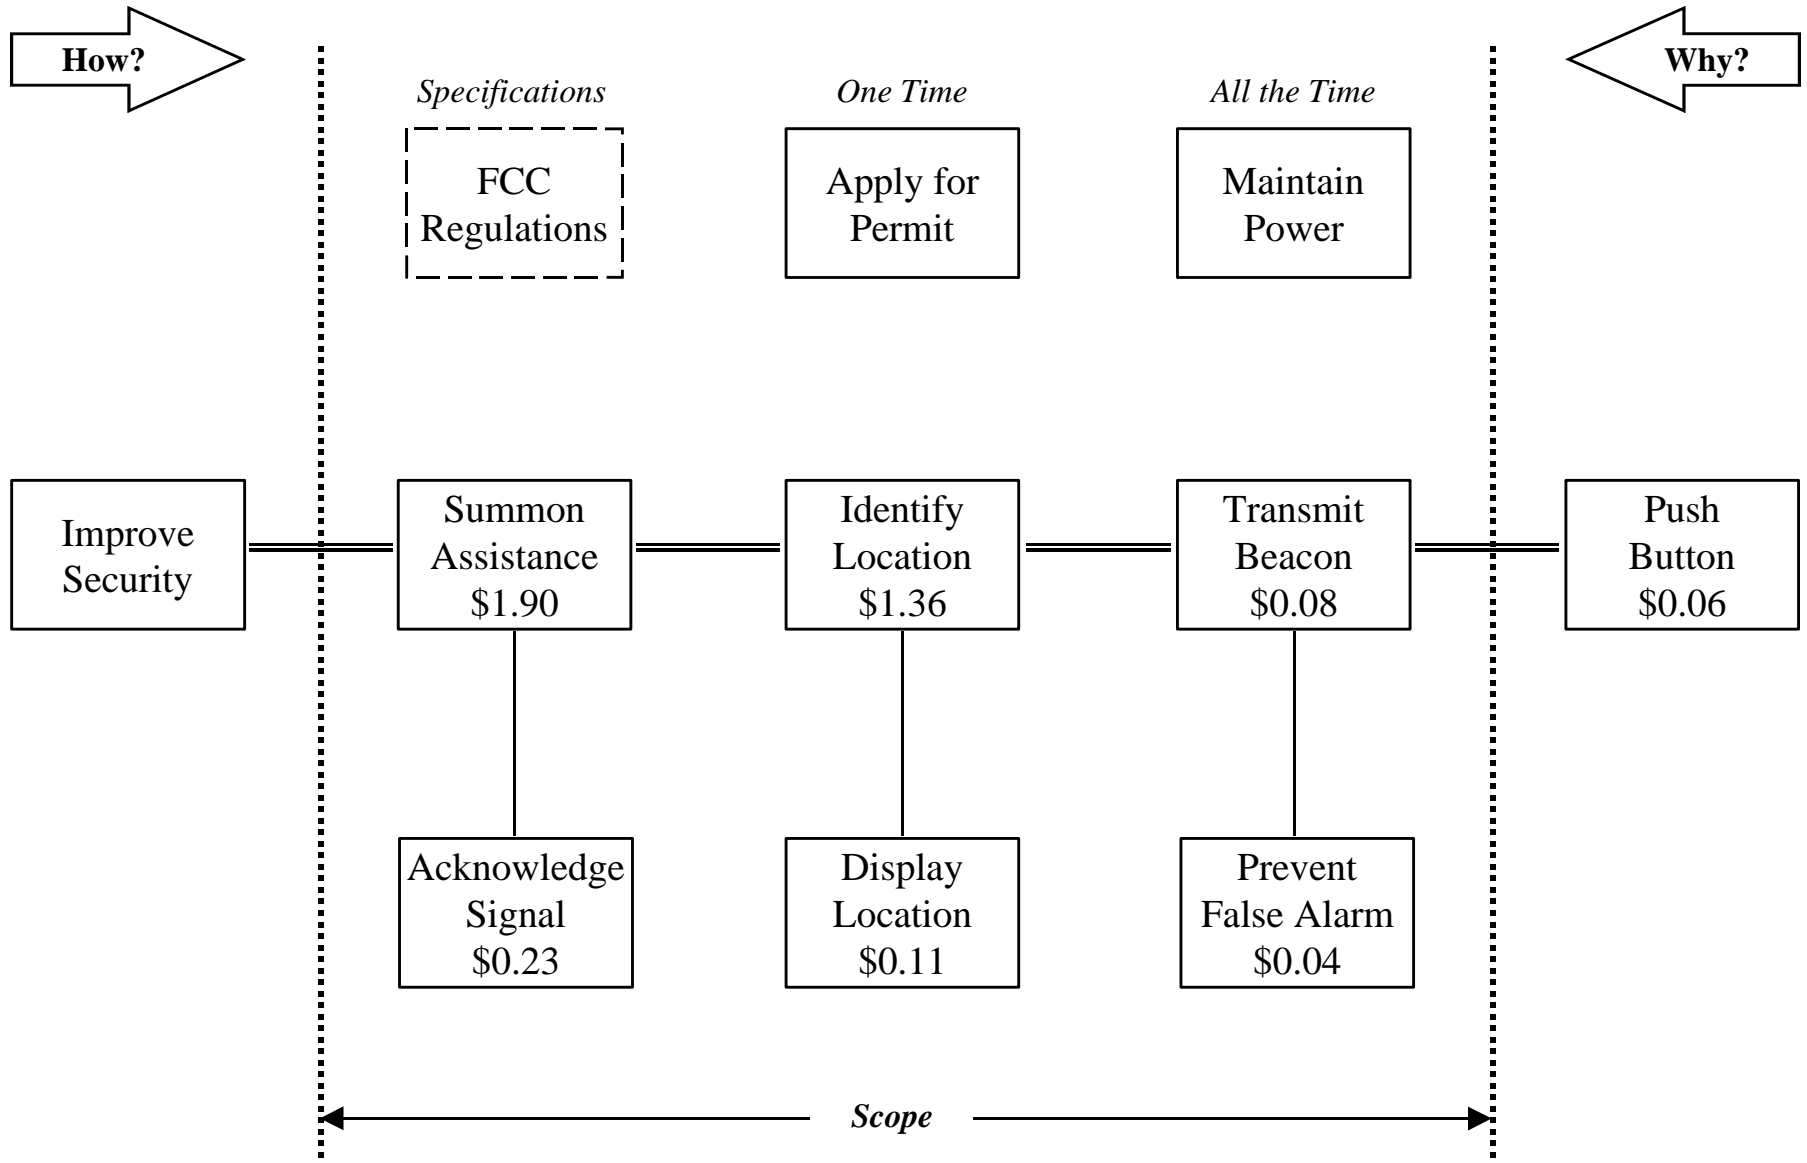 How?
Why?
Specifications
One Time
All the Time
FCC
Regulations
Apply for
Permit
Maintain
Power
Improve
Security
Summon
Assistance
$1.90
Identify
Location
$1.36
Transmit
Beacon
$0.08
Push
Button
$0.06
Acknowledge
Signal
$0.23
Display
Location
$0.11
Prevent
False Alarm
$0.04
Scope